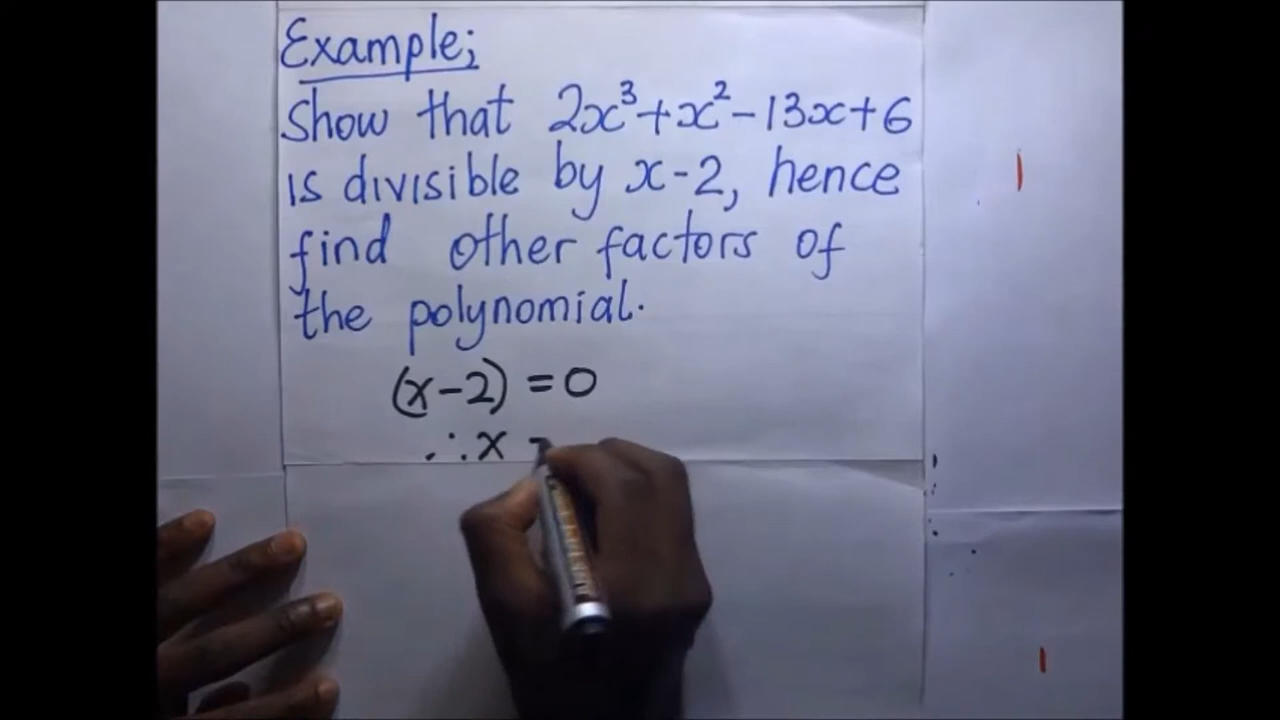 Example;
Show that 2x³+x²-13x+6
is divisible by x-2, hence
find other factors of
the polynomial.
(x-2) = 0
∴x =